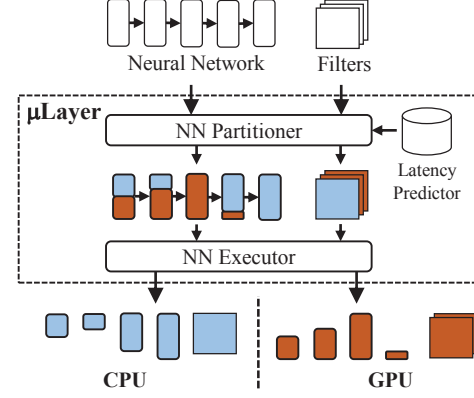 Neural Network
Filters
μLayer
NN Partitioner
Latency
Predictor
NN Executor
CPU
GPU